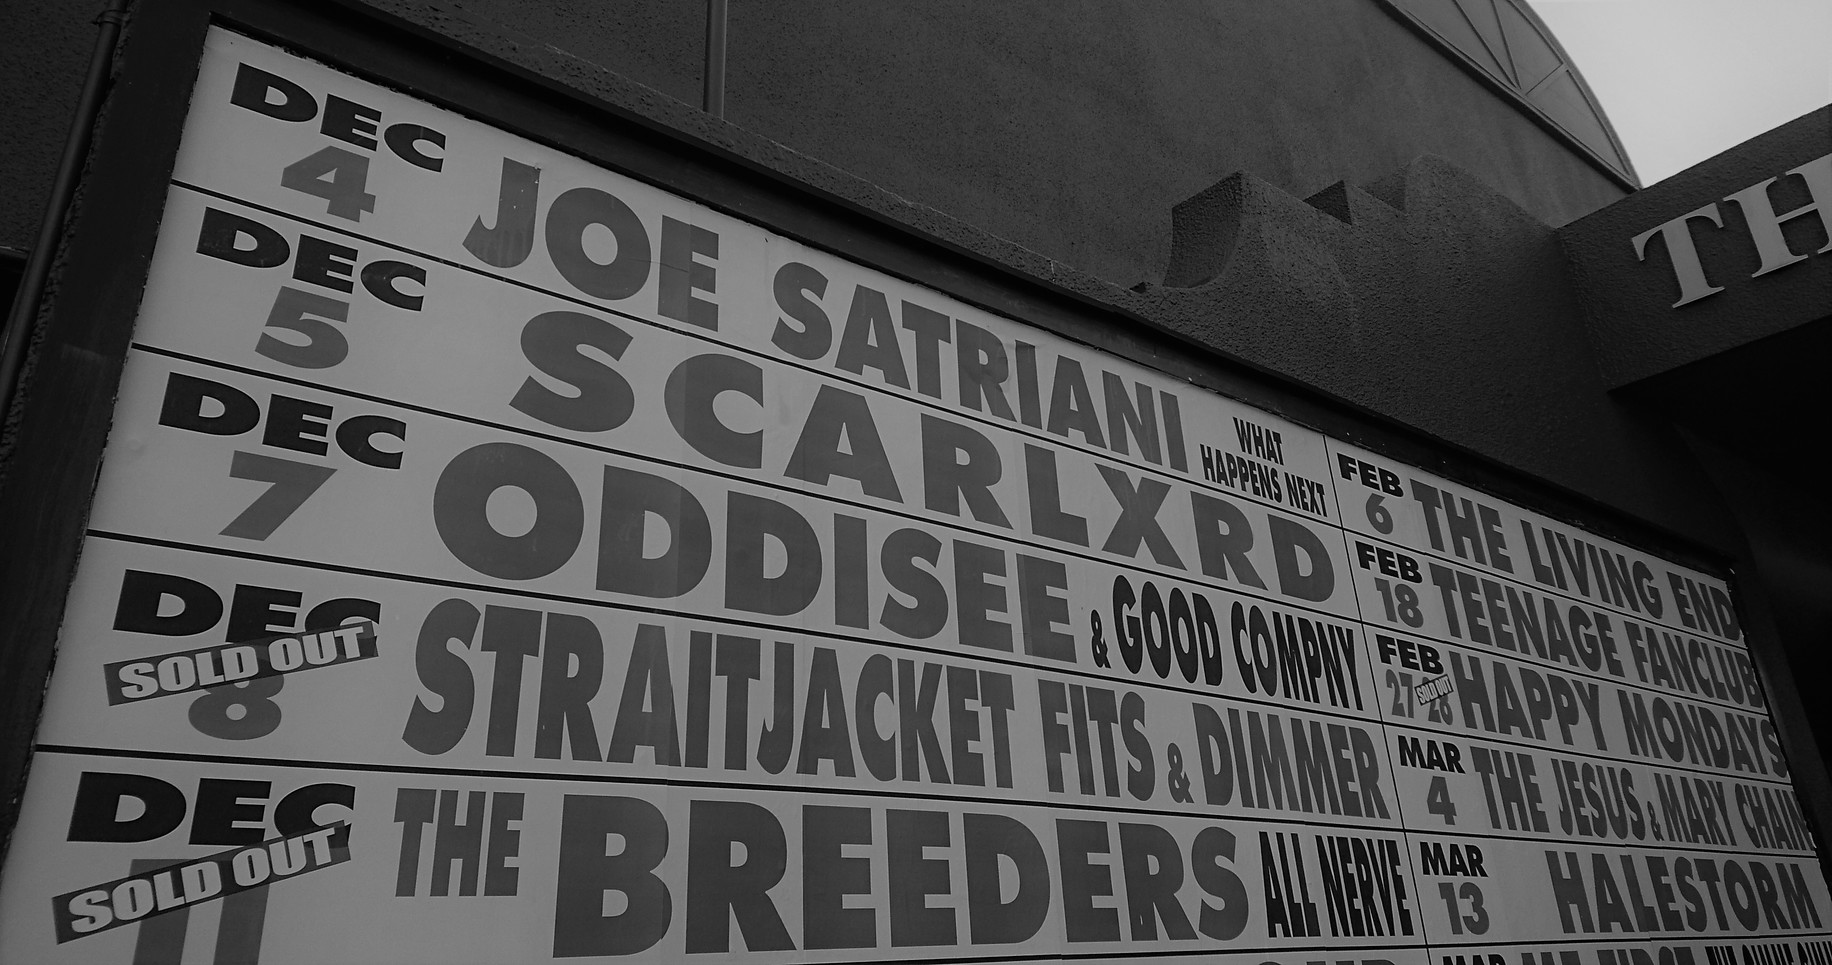 DEC 4 JOE SATRIANI WHAT HAPPENS NEXT
DEC 5 SCARLXRD
DEC 7 ODDISEE & GOOD COMPNY
DEC 8 SOLD OUT STRAITJACKET FITS & DIMMER
DEC 11 SOLD OUT THE BREEDERS ALL NERVE
FEB 6 THE LIVING END
FEB 18 TEENAGE FANCLUB
FEB 27 28 SOLD OUT HAPPY MONDAYS
MAR 4 THE JESUS & MARY CHAIN
MAR 13 HALESTORM
MAR
TH